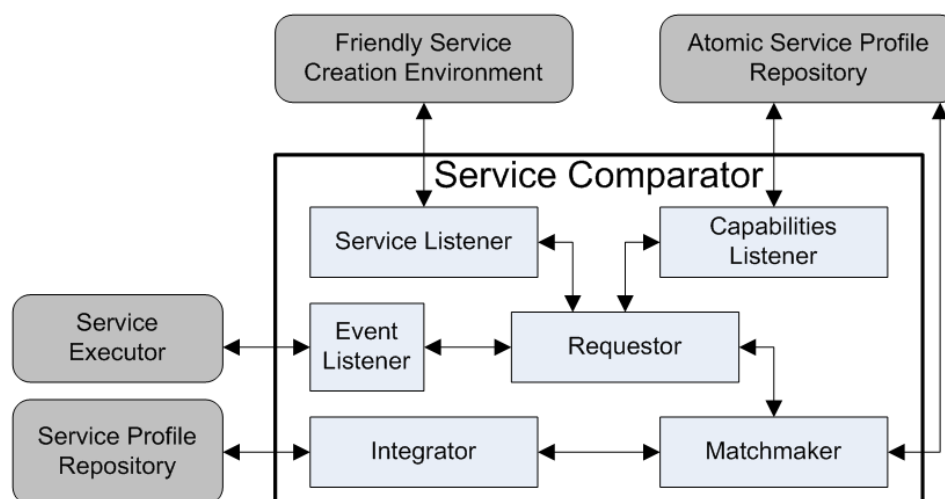 Friendly Service
Creation Environment
Atomic Service Profile
Repository
Service Comparator
Service Listener
Capabilities
Listener
Service
Executor
Event
Listener
Requestor
Service Profile
Repository
Integrator
Matchmaker